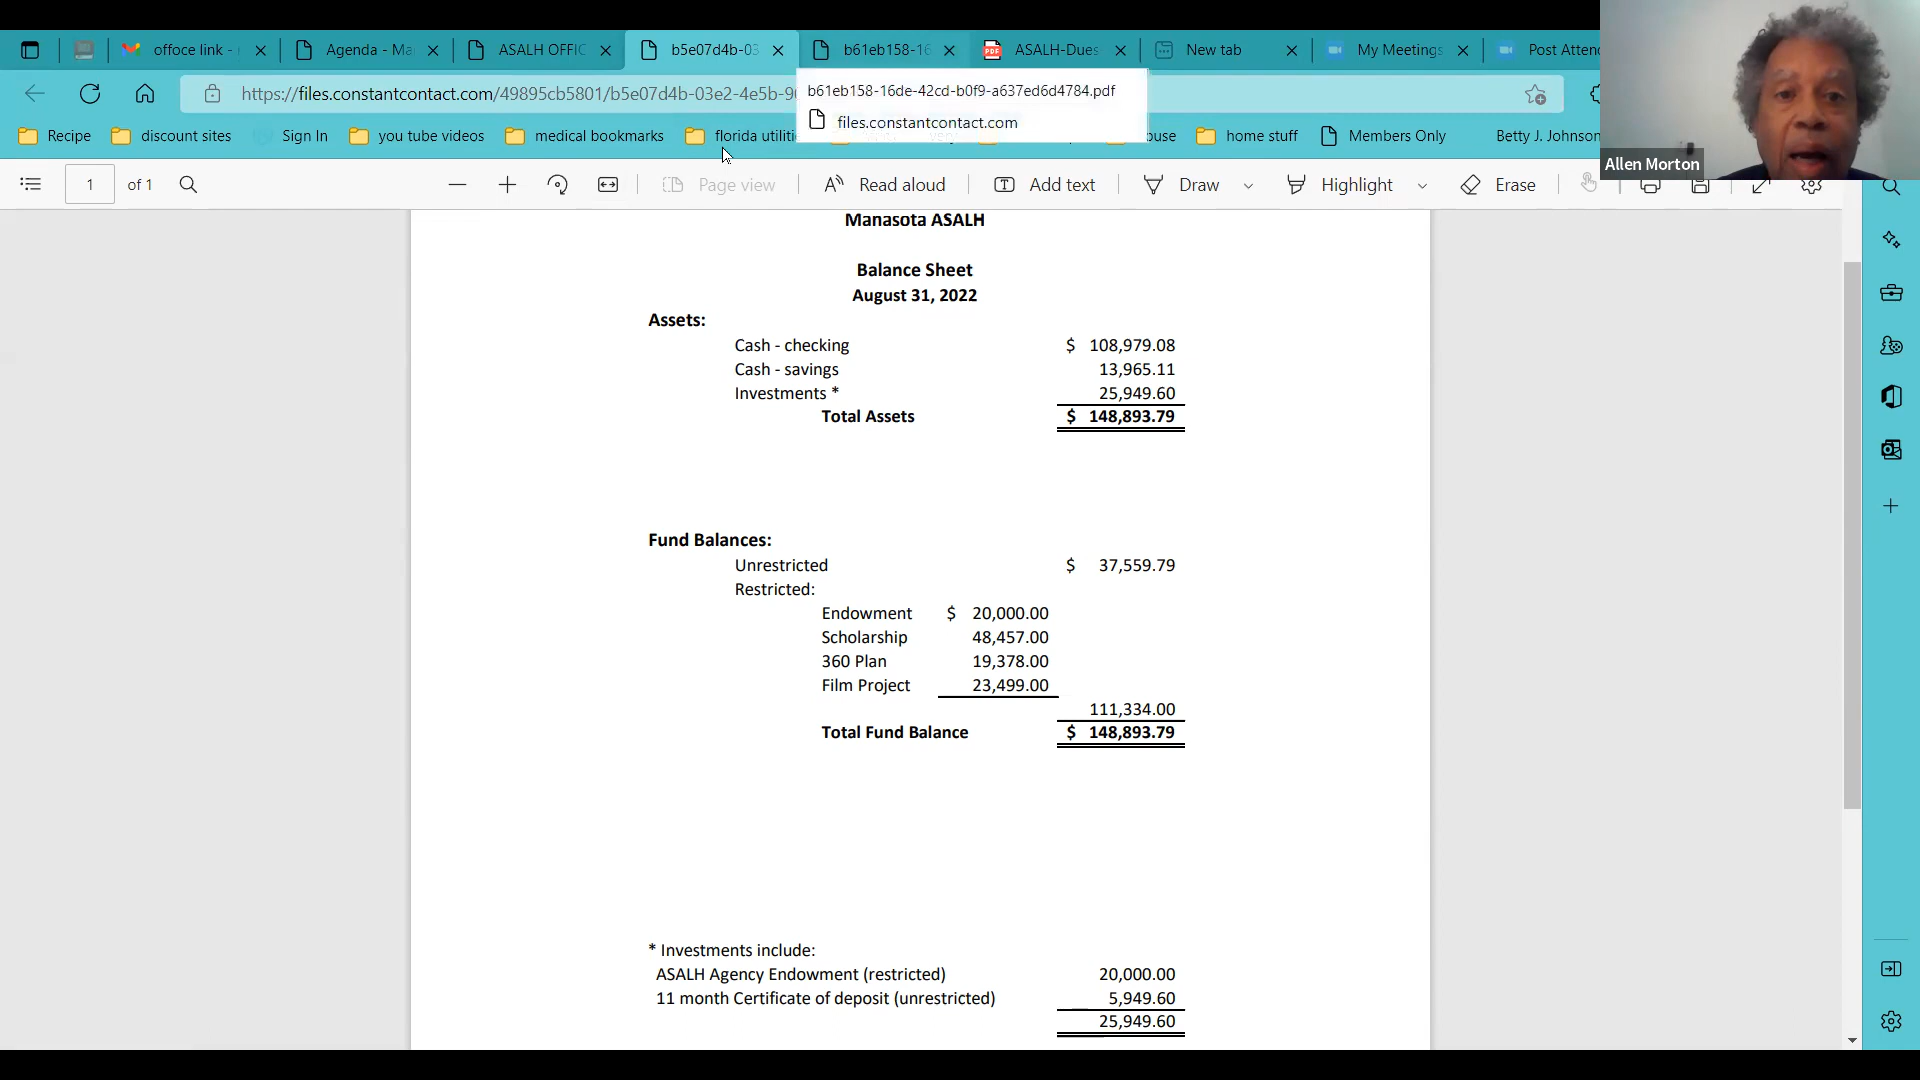 offoce link -
Agenda - Ma
ASALH OFFIC
b5e07d4b-03
b61eb158-16
ASALH-Dues
New tab
My Meetings
Post Atten
https://files.constantcontact.com/49895cb5801/b5e07d4b-03e2-4e5b-9
b61eb158-16de-42cd-b0f9-a637ed6d4784.pdf
files.constantcontact.com
Recipe
discount sites
Sign In
you tube videos
medical bookmarks
florida utiliti
use
home stuff
Members Only
Betty J. Johnson
Allen Morton
1 of 1
Page view
Read aloud
Add text
Draw
Highlight
Erase
Manasota ASALH
Balance Sheet
August 31, 2022
Assets:
Cash - checking $ 108,979.08
Cash - savings 13,965.11
Investments * 25,949.60
Total Assets $ 148,893.79
Fund Balances:
Unrestricted $ 37,559.79
Restricted:
Endowment $ 20,000.00
Scholarship 48,457.00
360 Plan 19,378.00
Film Project 23,499.00
111,334.00
Total Fund Balance $ 148,893.79
* Investments include:
ASALH Agency Endowment (restricted) 20,000.00
11 month Certificate of deposit (unrestricted) 5,949.60
25,949.60